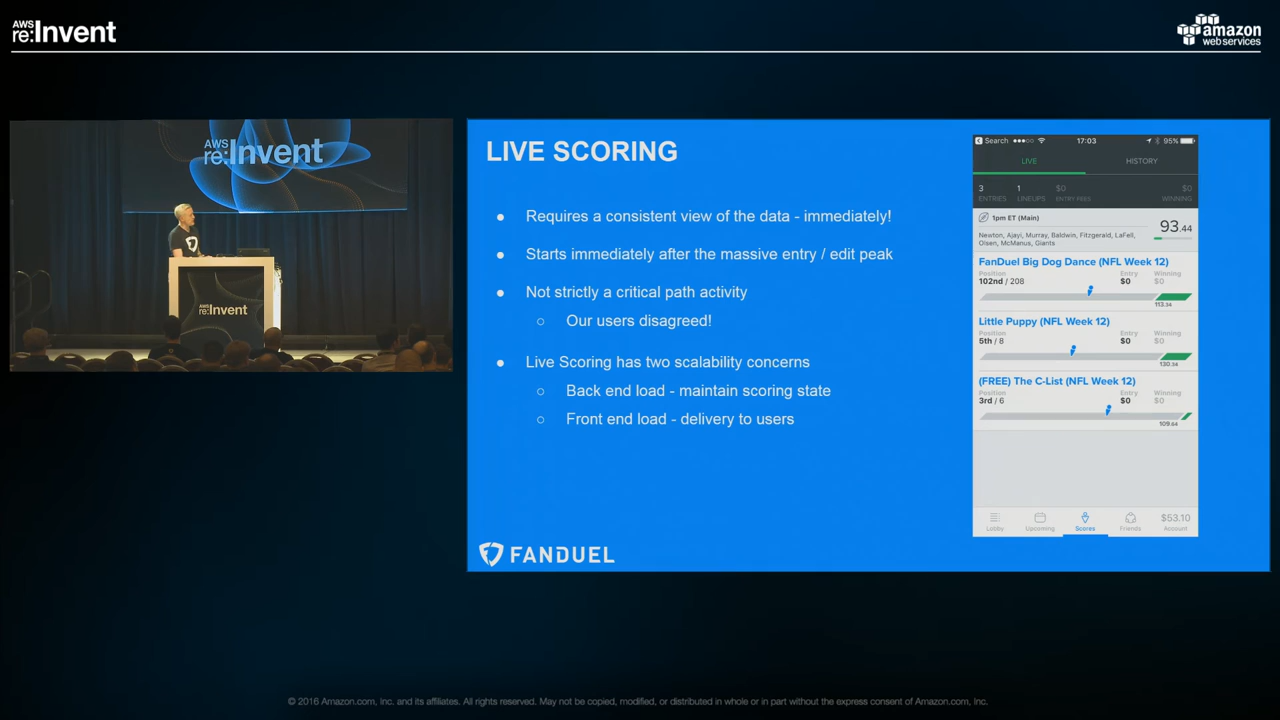 AWS
re:Invent
amazon
web services
AWS
re:Invent
AWS
re:Invent
LIVE SCORING
● Requires a consistent view of the data - immediately!
● Starts immediately after the massive entry / edit peak
● Not strictly a critical path activity
○ Our users disagreed!
● Live Scoring has two scalability concerns
○ Back end load - maintain scoring state
○ Front end load - delivery to users
FANDUEL
Search 17:03 95%
LIVE HISTORY
3 1 $0 $0
ENTRIES LINEUPS ENTRY FEES WINNING
1pm ET (Main) 93.44
Newton, Ajayi, Murray, Baldwin, Fitzgerald, LaFell,
Olsen, McManus, Giants
FanDuel Big Dog Dance (NFL Week 12)
Position Entry Winning
102nd / 208 $0 $0
113.34
Little Puppy (NFL Week 12)
Position Entry Winning
5th / 8 $0 $0
130.34
(FREE) The C-List (NFL Week 12)
Position Entry Winning
3rd / 6 $0 $0
109.64
Lobby Upcoming Scores Friends $53.10
Account
© 2016 Amazon.com, Inc. and its affiliates. All rights reserved. May not be copied, modified, or distributed in whole or in part without the express consent of Amazon.com, Inc.